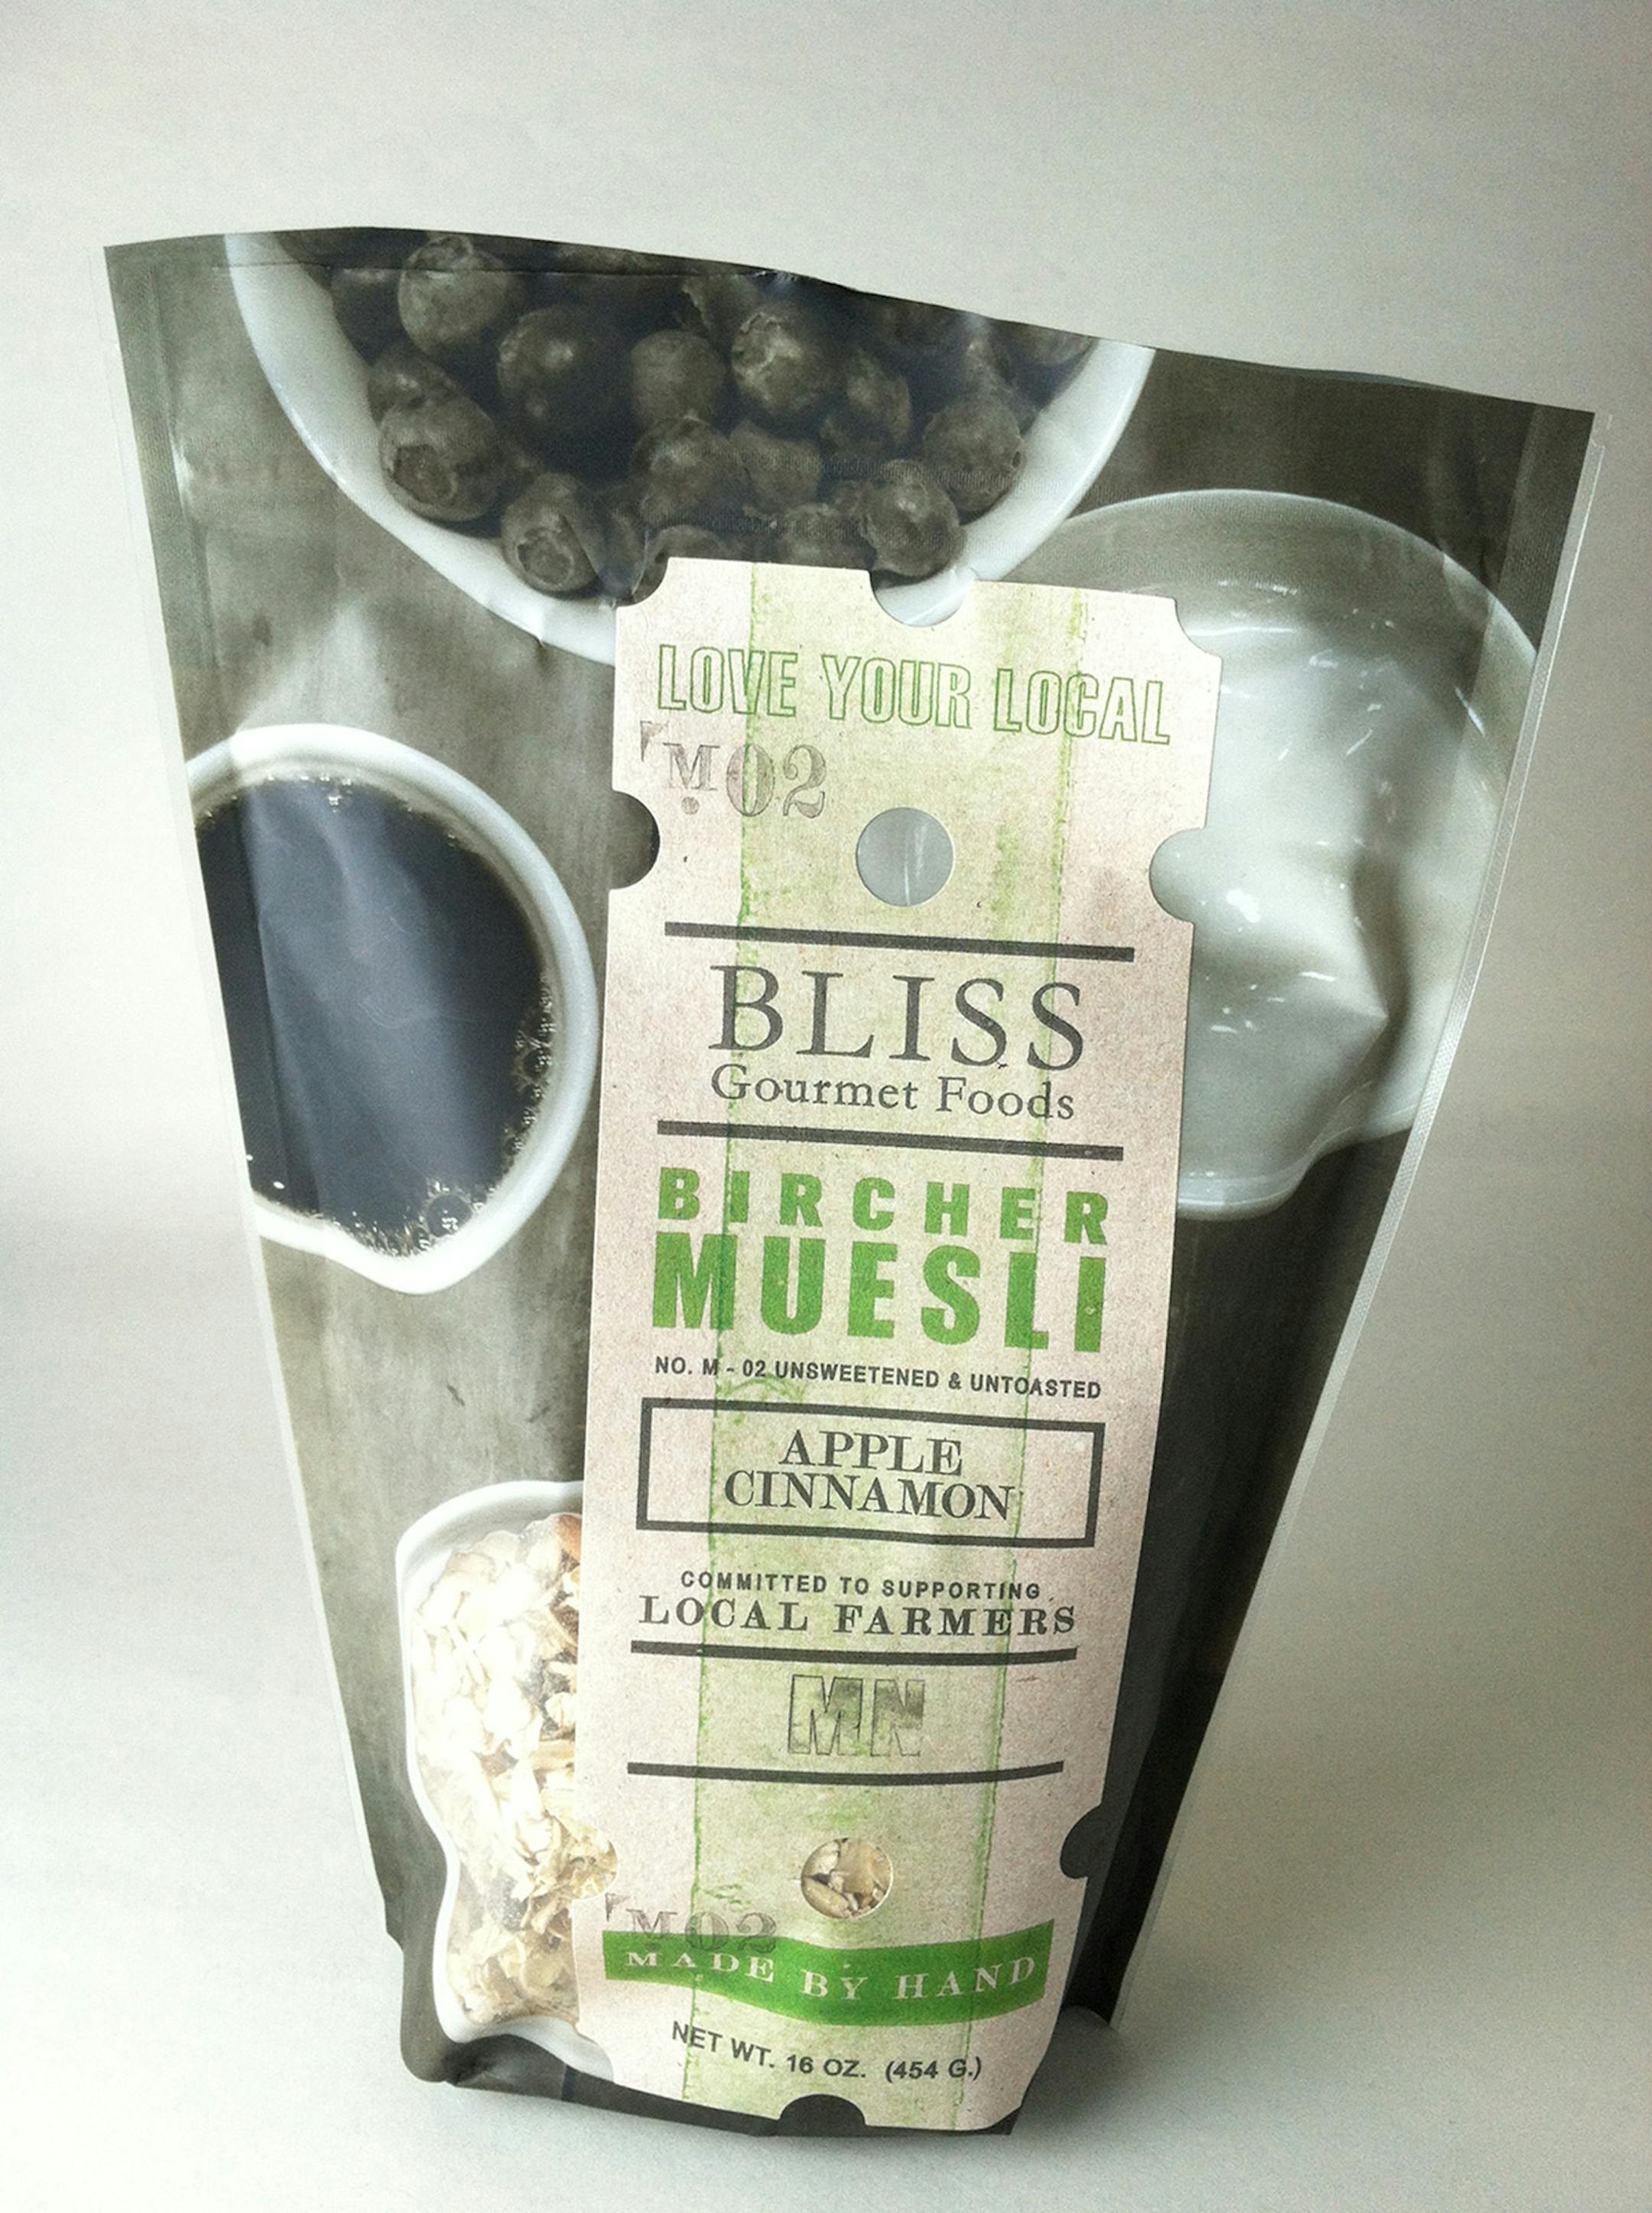 LOVE YOUR LOCAL
M02
BLISS
Gourmet Foods
BIRCHER
MUESLI
NO. M - 02 UNSWEETENED & UNTOASTED
APPLE
CINNAMON
COMMITTED TO SUPPORTING
LOCAL FARMERS
MN
M02
MADE BY HAND
NET WT. 16 OZ. (454 G.)